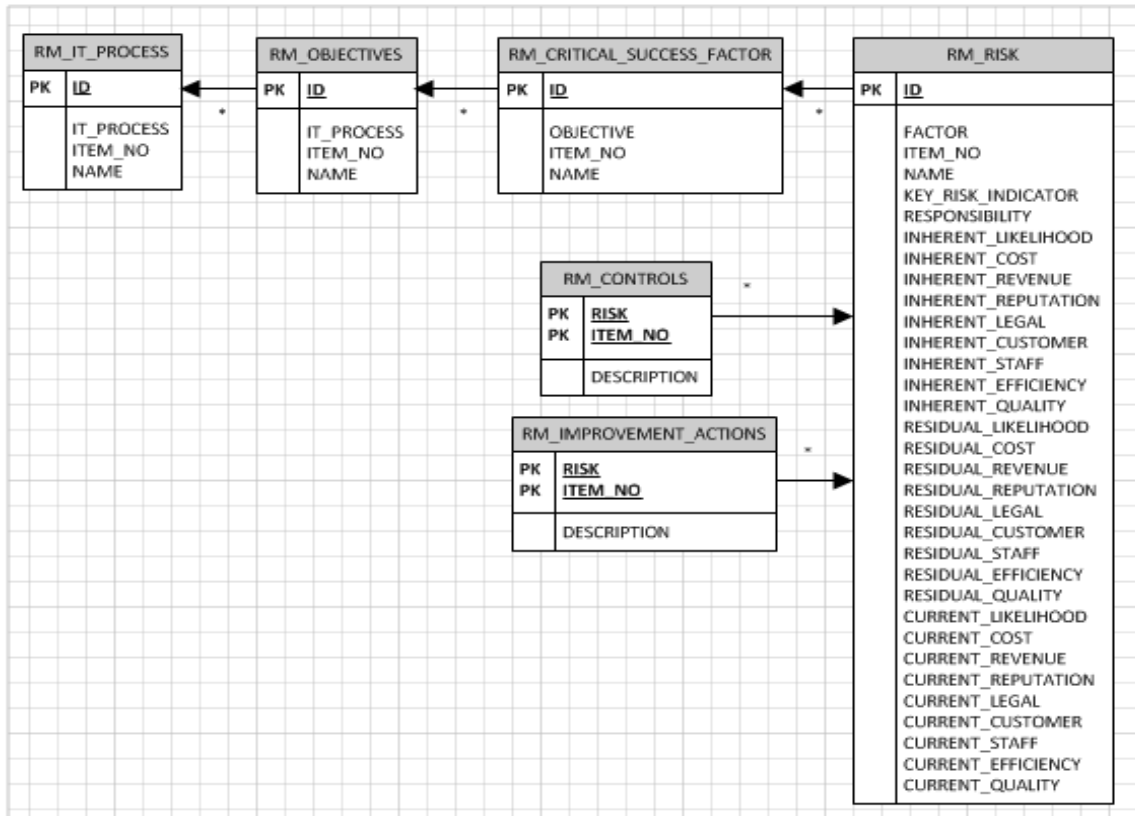 RM_IT_PROCESS
PK ID
IT_PROCESS
ITEM_NO
NAME
*
RM_OBJECTIVES
PK ID
IT_PROCESS
ITEM_NO
NAME
*
RM_CRITICAL_SUCCESS_FACTOR
PK ID
OBJECTIVE
ITEM_NO
NAME
*
RM_RISK
PK ID
FACTOR
ITEM_NO
NAME
KEY_RISK_INDICATOR
RESPONSIBILITY
INHERENT_LIKELIHOOD
INHERENT_COST
INHERENT_REVENUE
INHERENT_REPUTATION
INHERENT_LEGAL
INHERENT_CUSTOMER
INHERENT_STAFF
INHERENT_EFFICIENCY
INHERENT_QUALITY
RESIDUAL_LIKELIHOOD
RESIDUAL_COST
RESIDUAL_REVENUE
RESIDUAL_REPUTATION
RESIDUAL_LEGAL
RESIDUAL_CUSTOMER
RESIDUAL_STAFF
RESIDUAL_EFFICIENCY
RESIDUAL_QUALITY
CURRENT_LIKELIHOOD
CURRENT_COST
CURRENT_REVENUE
CURRENT_REPUTATION
CURRENT_LEGAL
CURRENT_CUSTOMER
CURRENT_STAFF
CURRENT_EFFICIENCY
CURRENT_QUALITY
RM_CONTROLS
PK RISK
PK ITEM_NO
DESCRIPTION
*
RM_IMPROVEMENT_ACTIONS
PK RISK
PK ITEM_NO
DESCRIPTION
*